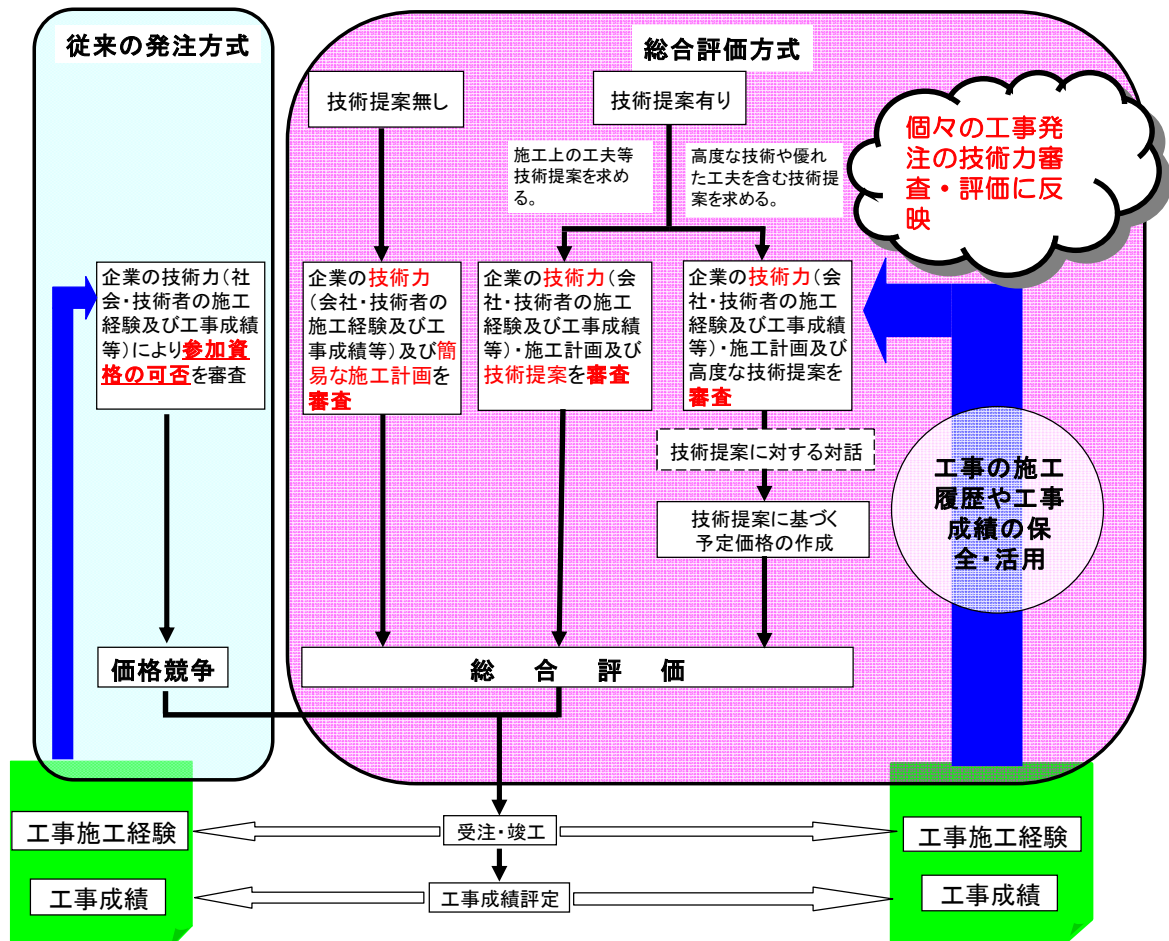 従来の発注方式
総合評価方式
技術提案無し
技術提案有り
施工上の工夫等
技術提案を求め
る。
高度な技術や優れ
た工夫を含む技術提
案を求める。
個々の工事発
注の技術力審
査・評価に反
映
企業の技術力(社
会・技術者の施工
経験及び工事成績
等)により参加資
格の可否を審査
企業の技術力
(会社・技術者の
施工経験及び工
事成績等)及び簡
易な施工計画を
審査
企業の技術力(会
社・技術者の施工
経験及び工事成績
等)・施工計画及び
技術提案を審査
企業の技術力(会
社・技術者の施工
経験及び工事成績
等)・施工計画及び
高度な技術提案を
審査
技術提案に対する対話
技術提案に基づく
予定価格の作成
工事の施工
履歴や工事
成績の保
全・活用
価格競争
総合評価
工事施工経験
受注・竣工
工事施工経験
工事成績
工事成績評定
工事成績